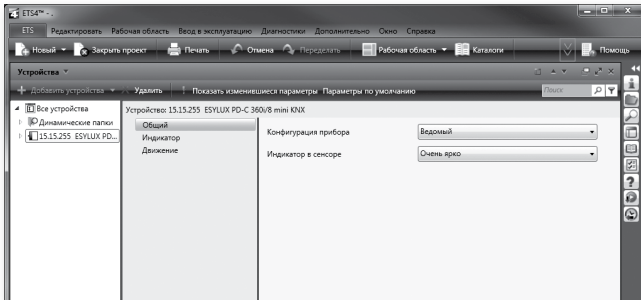 ETS4™ - .
ETS Редактировать Рабочая область Ввод в эксплуатацию Диагностики Дополнительно Окно Справка
Новый Закрыть проект Печать Отмена Переделать Рабочая область Каталоги Помощь
Устройства
Добавить устройства Удалить Показать изменившиеся параметры Параметры по умолчанию Поиск
Все устройства
Динамические папки
15.15.255 ESYLUX PD...
Устройство: 15.15.255 ESYLUX PD-C 360i/8 mini KNX
Общий
Индикатор
Движение
Конфигурация прибора Ведомый
Индикатор в сенсоре Очень ярко